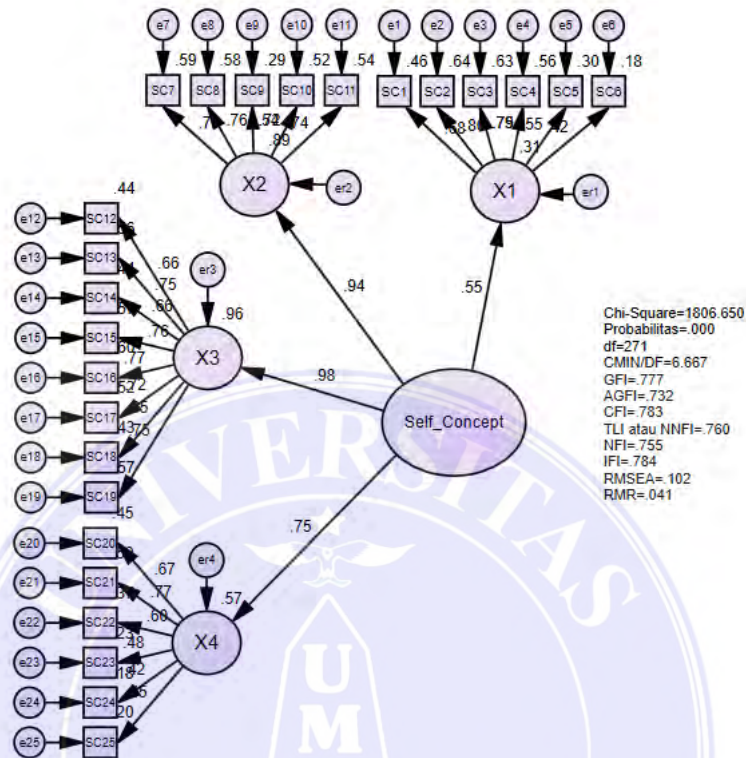 e7 e8 e9 e10 e11 e1 e2 e3 e4 e5 e6
.59 .58 .29 .52 .54 .46 .64 .63 .56 .30 .18
SC7 SC8 SC9 SC10 SC11 SC1 SC2 SC3 SC4 SC5 SC6
.76 .74 .55
.89 .31
X2 er2 X1 er1
.44
e12 SC12
.66
e13 SC13 er3
.75
e14 SC14 .66 .96
e15 SC15 .76
X3
e16 SC16 .77
.52 .72
e17 SC17
.43 .75
e18 SC18
.57
e19 SC19
.45
.94 .55
.98
Self_Concept
.75
Chi-Square=1806.650
Probabilitas=.000
df=271
CMIN/DF=6.667
GFI=.777
AGFI=.732
CFI=.783
TLI atau NNFI=.760
NFI=.755
IFI=.784
RMSEA=.102
RMR=.041
e20 SC20
.67 er4
e21 SC21 .77
.57
e22 SC22 .60
X4
e23 SC23 .48
.18 .42
e24 SC24
.20
e25 SC25
NIVERSITAS
U
M